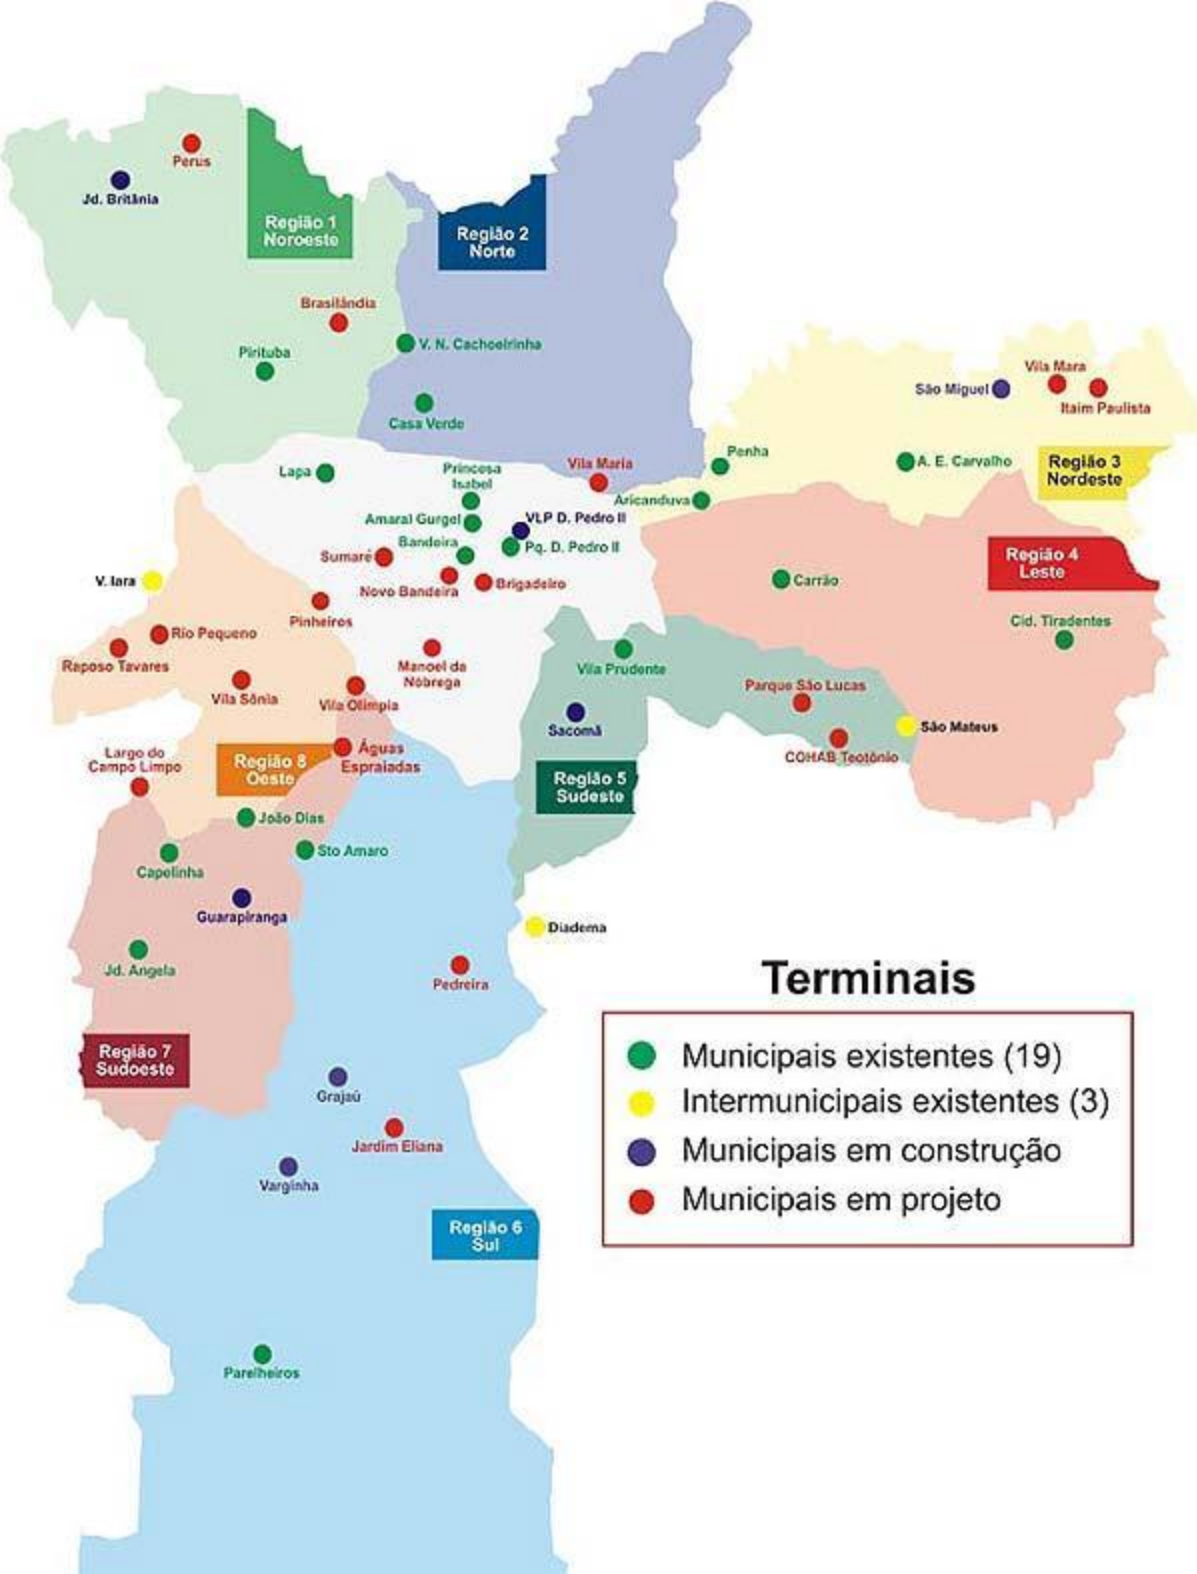 Perus
Jd. Britânia
Região 1
Noroeste
Região 2
Norte
Brasilândia
V. N. Cachoeirinha
Pirituba
Casa Verde
Vila Mara
São Miguel
Itaim Paulista
Penha
A. E. Carvalho
Região 3
Nordeste
Lapa
Princesa
Isabel
Vila Maria
Aricanduva
Amaral Gurgel
VLP D. Pedro II
Bandeira
Pq. D. Pedro II
Sumaré
Novo Bandeira
Brigadeiro
Região 4
Leste
V. Iara
Carrão
Pinheiros
Cid. Tiradentes
Rio Pequeno
Raposo Tavares
Manoel da
Nóbrega
Vila Prudente
Vila Sônia
Vila Olímpia
Parque São Lucas
Sacomã
São Mateus
COHAB Teotônio
Largo do
Campo Limpo
Região 8
Oeste
Águas
Espraiadas
Região 5
Sudeste
João Dias
Sto Amaro
Capelinha
Guarapiranga
Diadema
Jd. Angela
Pedreira
Região 7
Sudoeste
Grajaú
Jardim Eliana
Varginha
Região 6
Sul
Parelheiros
Terminais
Municipais existentes (19)
Intermunicipais existentes (3)
Municipais em construção
Municipais em projeto